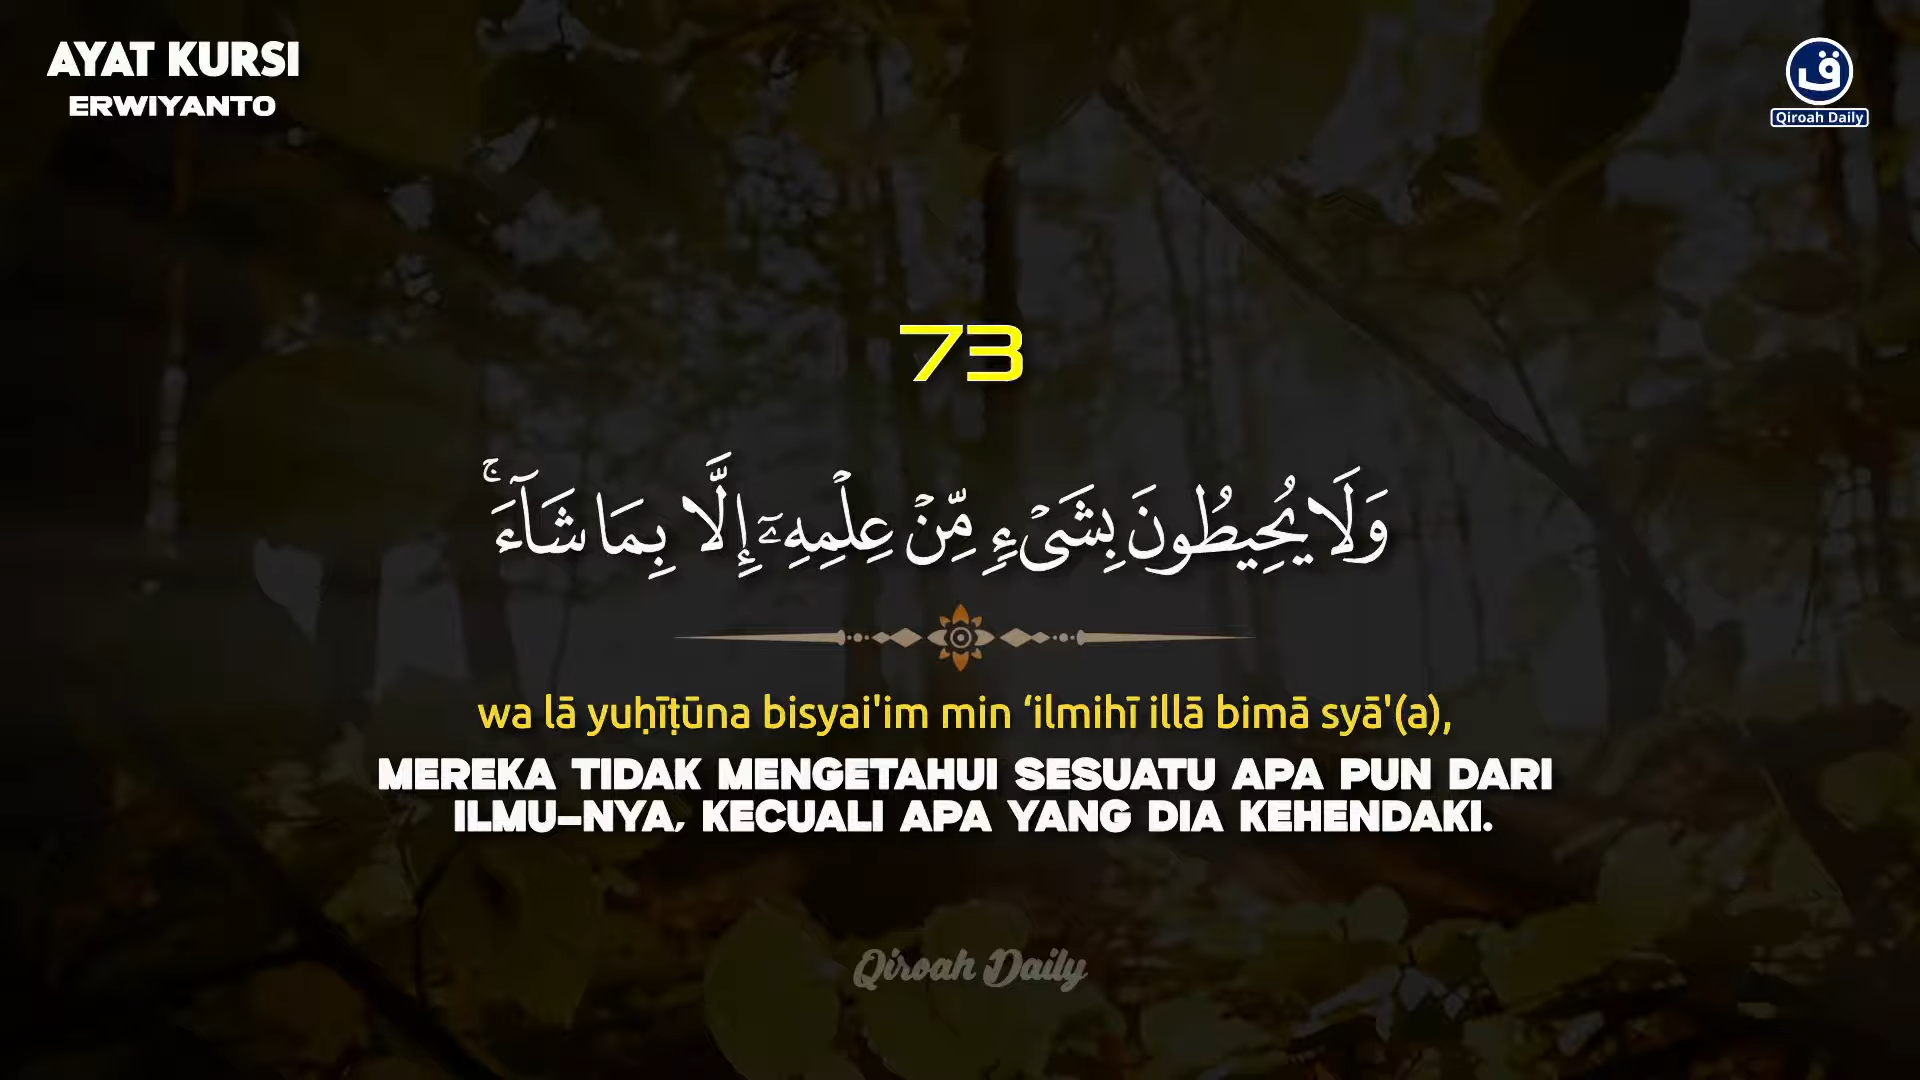 AYAT KURSI
ERWIYANTO
ق
Qiroah Daily
73
وَلَا يُحِيطُونَ بِشَىْءٍ مِّنْ عِلْمِهِۦٓ إِلَّا بِمَا شَآءَ ۚ
wa lā yuḥīṭūna bisyai'im min ‘ilmihī illā bimā syā'(a),
MEREKA TIDAK MENGETAHUI SESUATU APA PUN DARI
ILMU-NYA, KECUALI APA YANG DIA KEHENDAKI.
Qiroah Daily